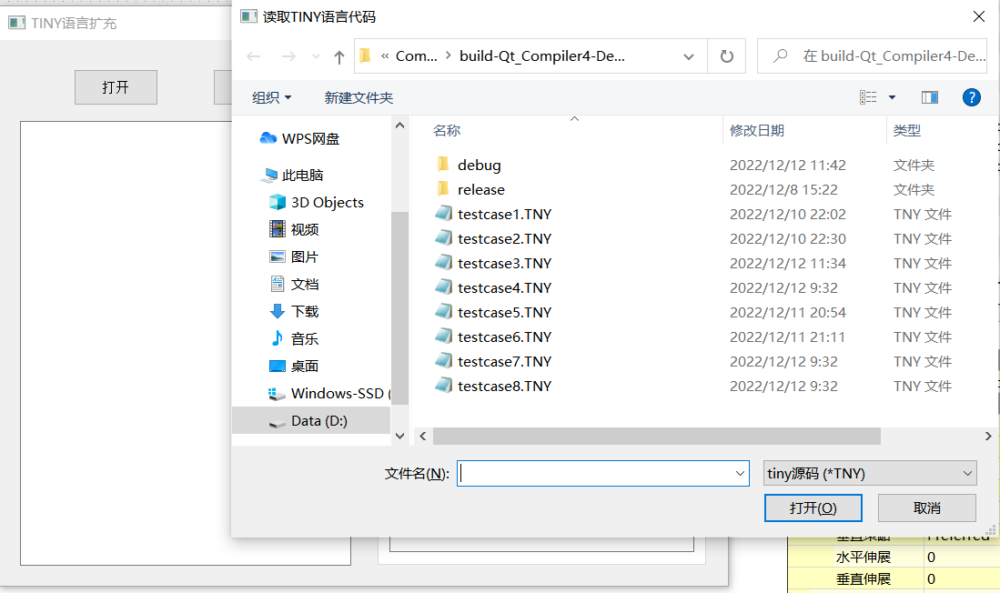 TINY语言扩充
打开
读取TINY语言代码
« Com... > build-Qt_Compiler4-De...
在 build-Qt_Compiler4-De...
组织
新建文件夹
WPS网盘
此电脑
3D Objects
视频
图片
文档
下载
音乐
桌面
Windows-SSD (
Data (D:)
名称 修改日期 类型
debug 2022/12/12 11:42 文件夹
release 2022/12/8 15:22 文件夹
testcase1.TNY 2022/12/10 22:02 TNY 文件
testcase2.TNY 2022/12/10 22:30 TNY 文件
testcase3.TNY 2022/12/12 11:34 TNY 文件
testcase4.TNY 2022/12/12 9:32 TNY 文件
testcase5.TNY 2022/12/11 20:54 TNY 文件
testcase6.TNY 2022/12/11 21:11 TNY 文件
testcase7.TNY 2022/12/12 9:32 TNY 文件
testcase8.TNY 2022/12/12 9:32 TNY 文件
文件名(N):
tiny源码 (*TNY)
打开(O)
取消
垂直策略 Preferred
水平伸展 0
垂直伸展 0